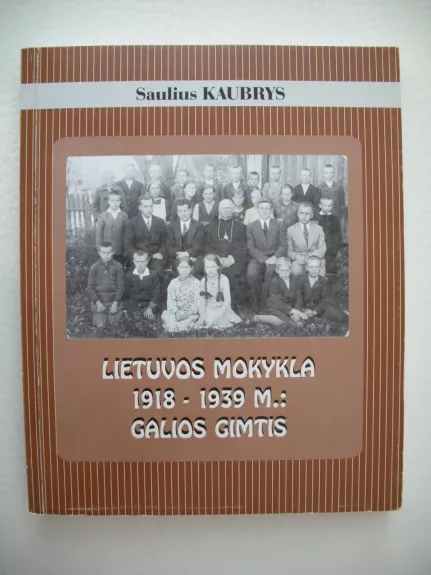 Saulius KAUBRYS
LIETUVOS MOKYKLA
1918 - 1939 M.:
GALIOS GIMTIS